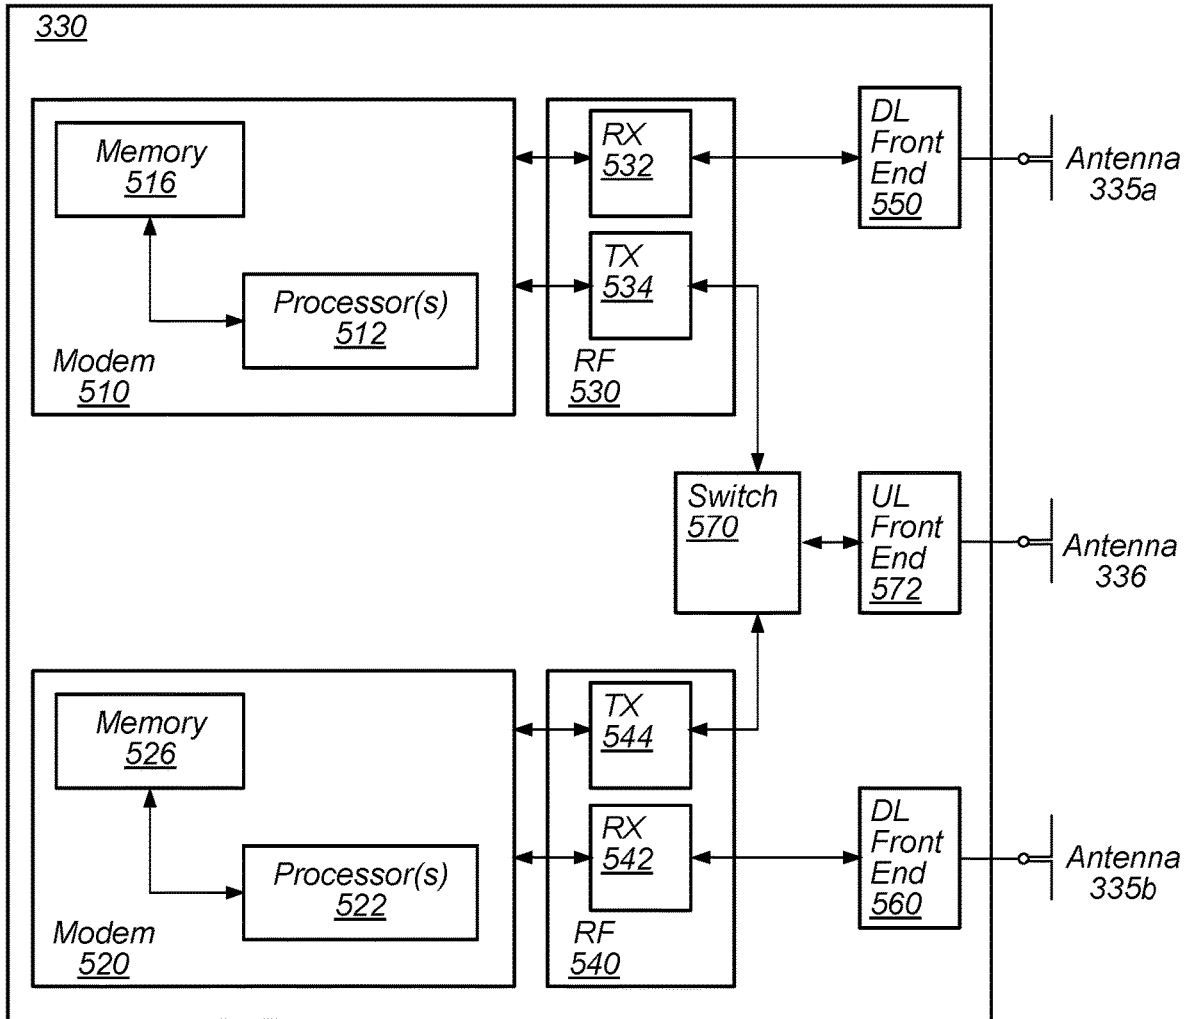 330
Memory
516
Processor(s)
512
Modem
510
RX
532
TX
534
RF
530
DL
Front
End
550
Antenna
335a
Switch
570
UL
Front
End
572
Antenna
336
Memory
526
Processor(s)
522
Modem
520
TX
544
RX
542
RF
540
DL
Front
End
560
Antenna
335b